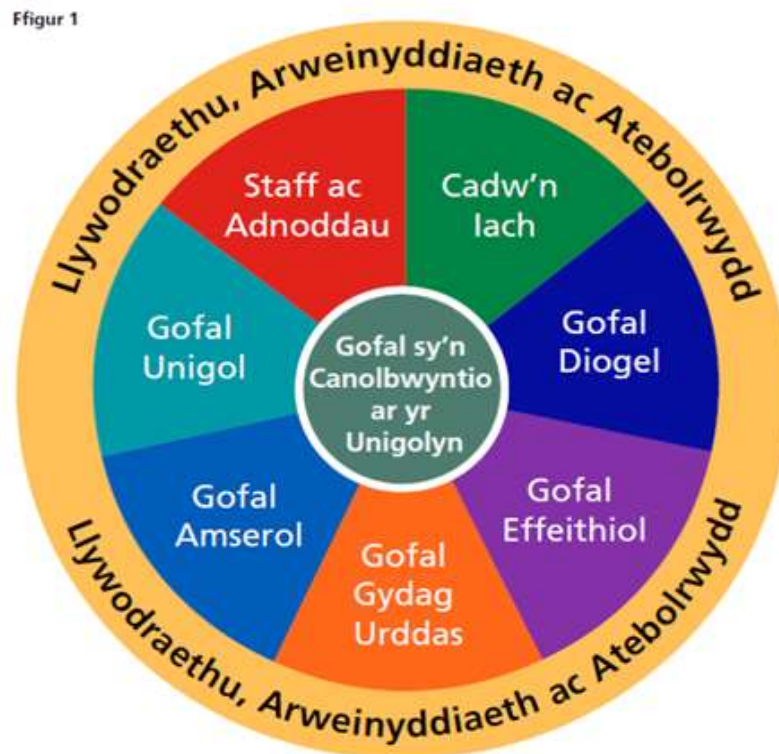 Ffigur 1
Llywodraethu, Arweinyddiaeth ac Atebolrwydd
Staff ac
Adnoddau
Cadw'n
Iach
Gofal
Unigol
Gofal
Diogel
Gofal sy'n
Canolbwyntio
ar yr
Unigolyn
Gofal
Amserol
Gofal
Effeithiol
Gofal
Gydag
Urddas
Llywodraethu, Arweinyddiaeth ac Atebolrwydd